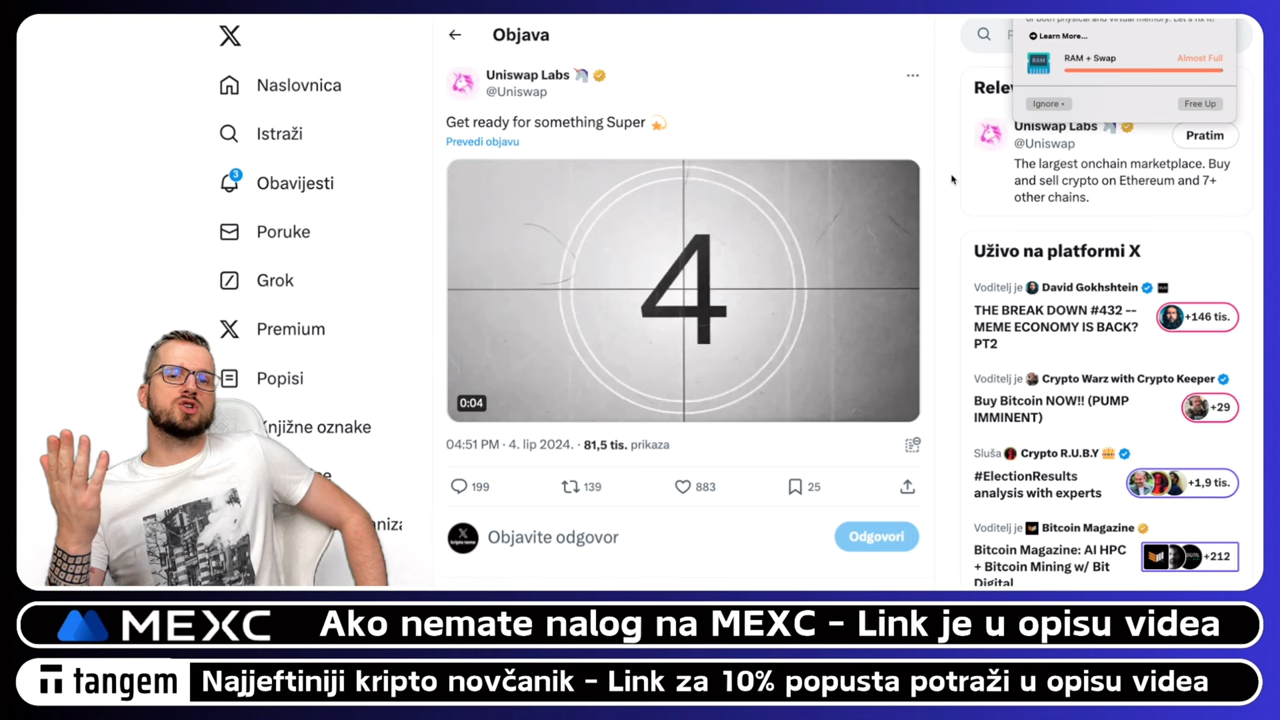 Naslovnica
Istraži
3
Obavijesti
Poruke
Grok
Premium
Popisi
Knjižne oznake
Objava
Uniswap Labs
@Uniswap
Get ready for something Super
Prevedi objavu
4
0:04
04:51 PM · 4. lip 2024. · 81,5 tis. prikaza
199
139
883
25
Objavite odgovor
Odgovori
Learn More...
RAM
RAM + Swap
Almost Full
Ignore
Free Up
Uniswap Labs
@Uniswap
Pratim
The largest onchain marketplace. Buy
and sell crypto on Ethereum and 7+
other chains.
Uživo na platformi X
Voditelj je David Gokhshtein
THE BREAK DOWN #432 --
MEME ECONOMY IS BACK?
PT2
+146 tis.
Voditelj je Crypto Warz with Crypto Keeper
Buy Bitcoin NOW!! (PUMP
IMMINENT)
+29
Sluša Crypto R.U.B.Y
#ElectionResults
analysis with experts
+1,9 tis.
Voditelj je Bitcoin Magazine
Bitcoin Magazine: AI HPC
+ Bitcoin Mining w/ Bit
Digital
+212
MEXC Ako nemate nalog na MEXC - Link je u opisu videa
tangem Najjeftiniji kripto novčanik - Link za 10% popusta potraži u opisu videa